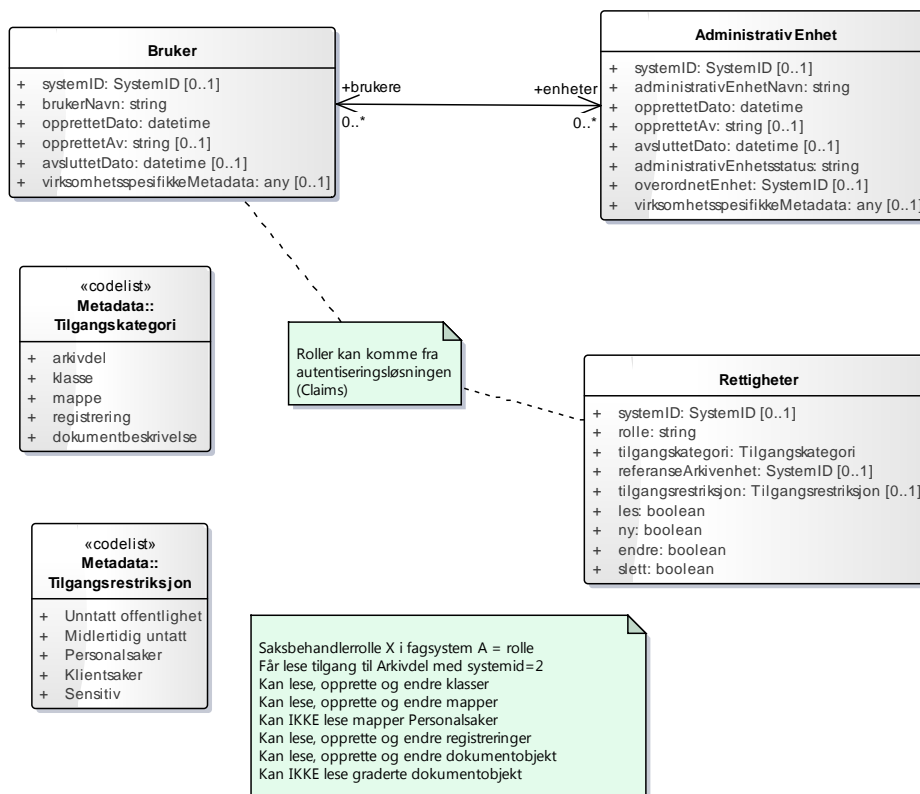 Bruker
+ systemID: SystemID [0..1]
+ brukerNavn: string
+ opprettetDato: datetime
+ opprettetAv: string [0..1]
+ avsluttetDato: datetime [0..1]
+ virksomhetsspesifikkeMetadata: any [0..1]
+brukere
0..*
+enheter
0..*
AdministrativEnhet
+ systemID: SystemID [0..1]
+ administrativEnhetNavn: string
+ opprettetDato: datetime
+ opprettetAv: string [0..1]
+ avsluttetDato: datetime [0..1]
+ administrativEnhetsstatus: string
+ overordnetEnhet: SystemID [0..1]
+ virksomhetsspesifikkeMetadata: any [0..1]
«codelist»
Metadata::
Tilgangskategori
+ arkivdel
+ klasse
+ mappe
+ registrering
+ dokumentbeskrivelse
Roller kan komme fra
autentiseringsløsningen
(Claims)
Rettigheter
+ systemID: SystemID [0..1]
+ rolle: string
+ tilgangskategori: Tilgangskategori
+ referanseArkivenhet: SystemID [0..1]
+ tilgangsrestriksjon: Tilgangsrestriksjon [0..1]
+ les: boolean
+ ny: boolean
+ endre: boolean
+ slett: boolean
«codelist»
Metadata::
Tilgangsrestriksjon
+ Unntatt offentlighet
+ Midlertidig untatt
+ Personalsaker
+ Klientsaker
+ Sensitiv
Saksbehandlerrolle X i fagsystem A = rolle
Får lese tilgang til Arkivdel med systemid=2
Kan lese, opprette og endre klasser
Kan lese, opprette og endre mapper
Kan IKKE lese mapper Personalsaker
Kan lese, opprette og endre registreringer
Kan lese, opprette og endre dokumentobjekt
Kan IKKE lese graderte dokumentobjekt